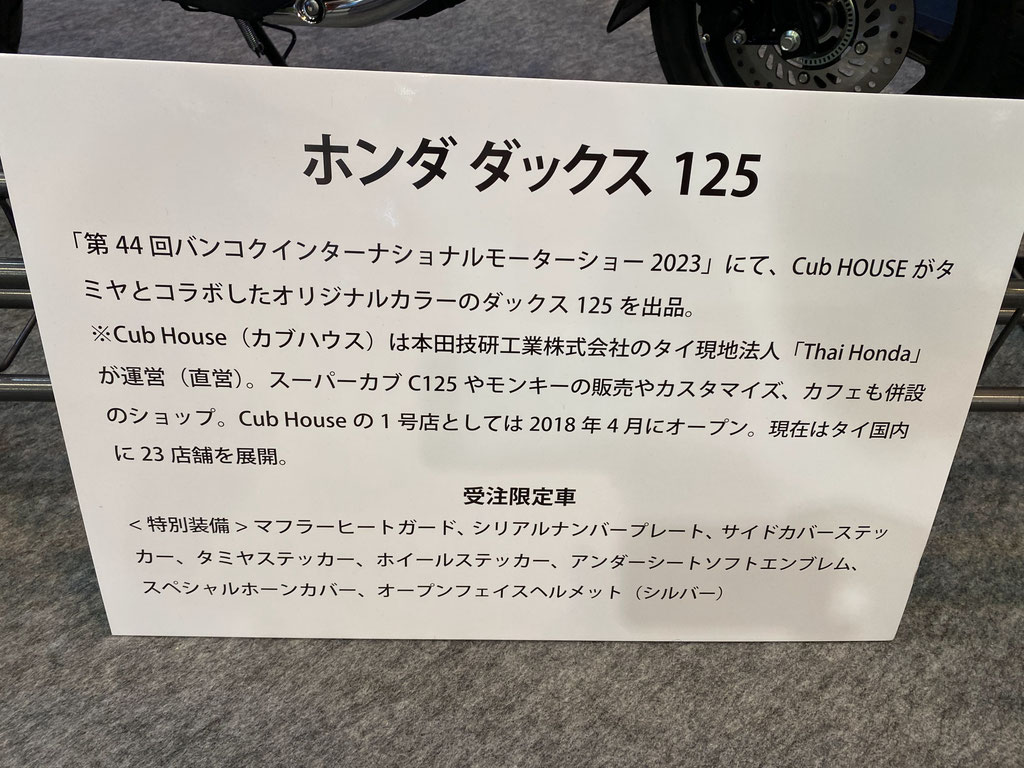 ホンダ ダックス 125
「第 44 回バンコクインターナショナルモーターショー 2023」にて、Cub HOUSE がタ
ミヤとコラボしたオリジナルカラーのダックス 125 を出品。
※Cub House（カブハウス）は本田技研工業株式会社のタイ現地法人「Thai Honda」
が運営（直営）。スーパーカブ C125 やモンキーの販売やカスタマイズ、カフェも併設
のショップ。Cub House の 1 号店としては 2018 年 4 月にオープン。現在はタイ国内
に 23 店舗を展開。
受注限定車
< 特別装備 > マフラーヒートガード、シリアルナンバープレート、サイドカバーステッ
カー、タミヤステッカー、ホイールステッカー、アンダーシートソフトエンブレム、
スペシャルホーンカバー、オープンフェイスヘルメット（シルバー）